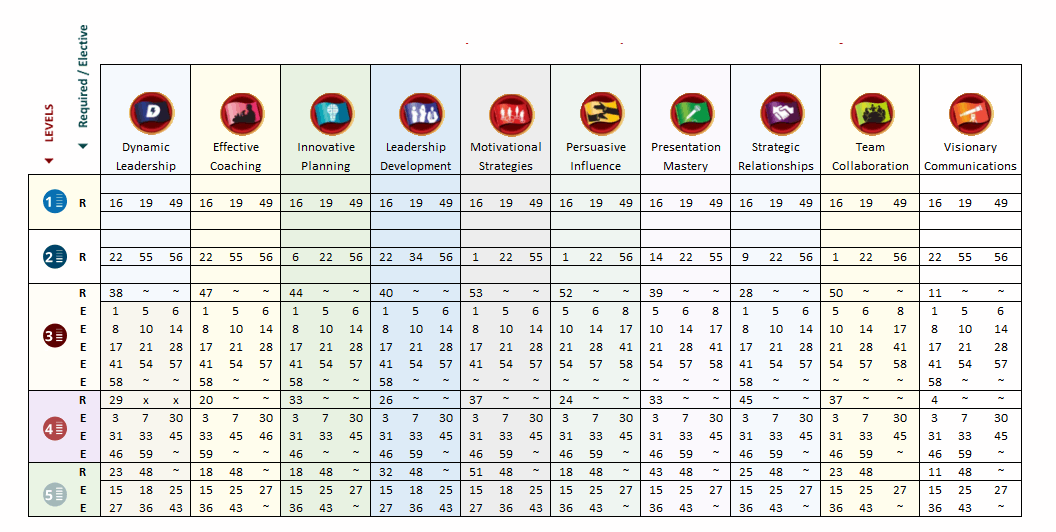 LEVELS
Required / Elective
Dynamic Leadership
Effective Coaching
Innovative Planning
Leadership Development
Motivational Strategies
Persuasive Influence
Presentation Mastery
Strategic Relationships
Team Collaboration
Visionary Communications
1 R 16 19 49 16 19 49 16 19 49 16 19 49 16 19 49 16 19 49 16 19 49 16 19 49 16 19 49 16 19 49
2 R 22 55 56 22 55 56 6 22 56 22 34 56 1 22 55 1 22 56 14 22 55 9 22 56 1 22 56 22 55 56
R 38 ~ ~ 47 ~ ~ 44 ~ ~ 40 ~ ~ 53 ~ ~ 52 ~ ~ 39 ~ ~ 28 ~ ~ 50 ~ ~ 11 ~ ~
E 1 5 6 1 5 6 1 5 6 1 5 6 1 5 6 5 6 8 5 6 8 1 5 6 5 6 8 1 5 6
E 8 10 14 8 10 14 8 10 14 8 10 14 8 10 14 10 14 17 10 14 17 8 10 14 10 14 17 8 10 14
3 E 17 21 28 17 21 28 17 21 28 17 21 28 17 21 28 21 28 41 21 28 41 17 21 28 21 28 41 17 21 28
E 41 54 57 41 54 57 41 54 57 41 54 57 41 54 57 54 57 58 54 57 58 41 54 57 54 57 58 41 54 57
E 58 ~ ~ 58 ~ ~ 58 ~ ~ 58 ~ ~ ~ ~ ~ ~ ~ ~ ~ ~ ~ 58 ~ ~ ~ ~ ~ 58 ~ ~
R 29 x x 20 ~ ~ 33 ~ ~ 26 ~ ~ 37 ~ ~ 24 ~ ~ 33 ~ ~ 45 ~ ~ 37 ~ ~ 4 ~ ~
E 3 7 30 3 7 30 3 7 30 3 7 30 3 7 30 3 7 30 3 7 30 3 7 30 3 7 30 3 7 30
4 E 31 33 45 33 45 46 31 33 45 31 33 45 31 33 45 31 33 45 31 33 45 31 33 45 31 33 45 31 33 45
E 46 59 ~ 59 ~ ~ 46 ~ ~ 46 59 ~ 46 59 ~ 46 59 ~ 46 59 ~ 46 59 ~ 46 59 ~ 46 59 ~
R 23 48 ~ 18 48 ~ 18 48 ~ 32 48 ~ 51 48 ~ 18 48 ~ 43 48 ~ 25 48 ~ 23 48 11 48 ~
5 E 15 18 25 15 25 27 15 25 27 15 18 25 15 18 25 15 25 27 15 25 27 15 25 27 15 25 27 15 25 27
E 27 36 43 36 43 ~ 36 43 ~ 27 36 43 27 36 43 36 43 ~ 36 43 ~ 36 43 ~ 36 43 ~ 36 43 ~